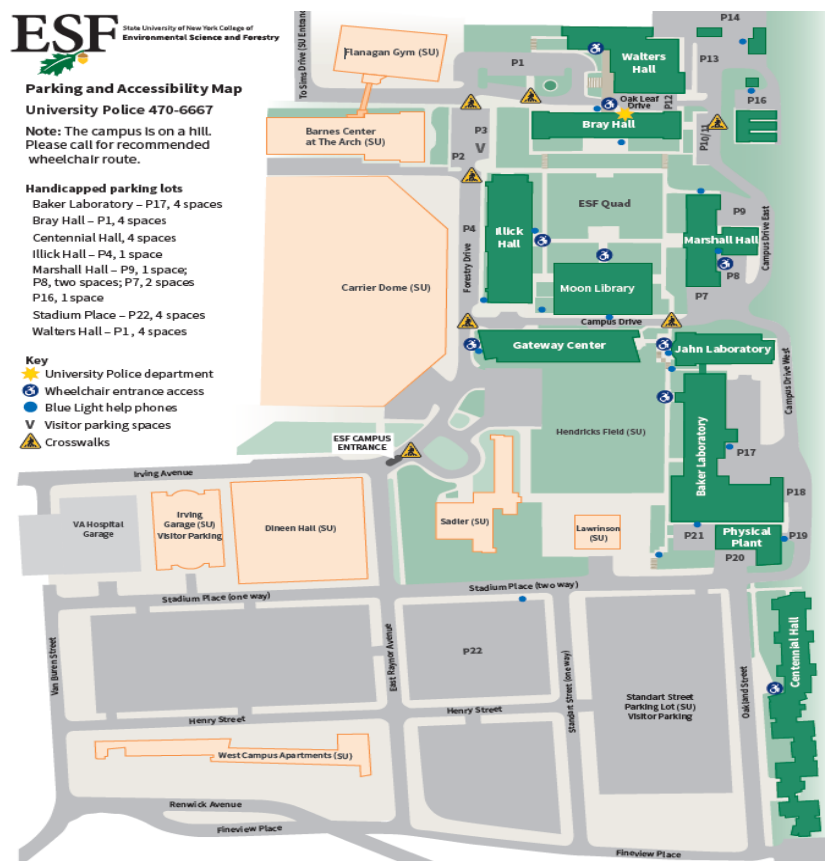 ESF
State University of New York College of
Environmental Science and Forestry
Parking and Accessibility Map
University Police 470-6667
Note: The campus is on a hill.
Please call for recommended
wheelchair route.
Handicapped parking lots
Baker Laboratory – P17, 4 spaces
Bray Hall – P1, 4 spaces
Centennial Hall, 4 spaces
Illick Hall – P4, 1 space
Marshall Hall – P9, 1 space;
P8, two spaces; P7, 2 spaces
P16, 1 space
Stadium Place – P22, 4 spaces
Walters Hall – P1, 4 spaces
Key
University Police department
Wheelchair entrance access
Blue Light help phones
V Visitor parking spaces
Crosswalks
To Sims Drive (SU Entrance)
Flanagan Gym (SU)
P1
Walters
Hall
P14
P13
P12
P16
Oak Leaf
Drive
Barnes Center
at The Arch (SU)
P3
V
P2
Bray Hall
P10/11
Illick
Hall
ESF Quad
P4
Forestry Drive
P9
Marshall Hall
P8
P7
Campus Drive East
Carrier Dome (SU)
Moon Library
Campus Drive
Gateway Center
Jahn Laboratory
Campus Drive West
ESF CAMPUS
ENTRANCE
Hendricks Field (SU)
Baker Laboratory
P17
P18
Irving Avenue
VA Hospital
Garage
Irving
Garage (SU)
Visitor Parking
Dineen Hall (SU)
Sadler (SU)
Lawrinson
(SU)
P21
Physical
Plant
P19
P20
Stadium Place (one way)
Stadium Place (two way)
Van Buren Street
East Raynor Avenue
P22
Standart Street (one way)
Standart Street
Parking Lot (SU)
Visitor Parking
Oakland Street
Centennial Hall
Henry Street
Henry Street
West Campus Apartments (SU)
Renwick Avenue
Fineview Place
Fineview Place